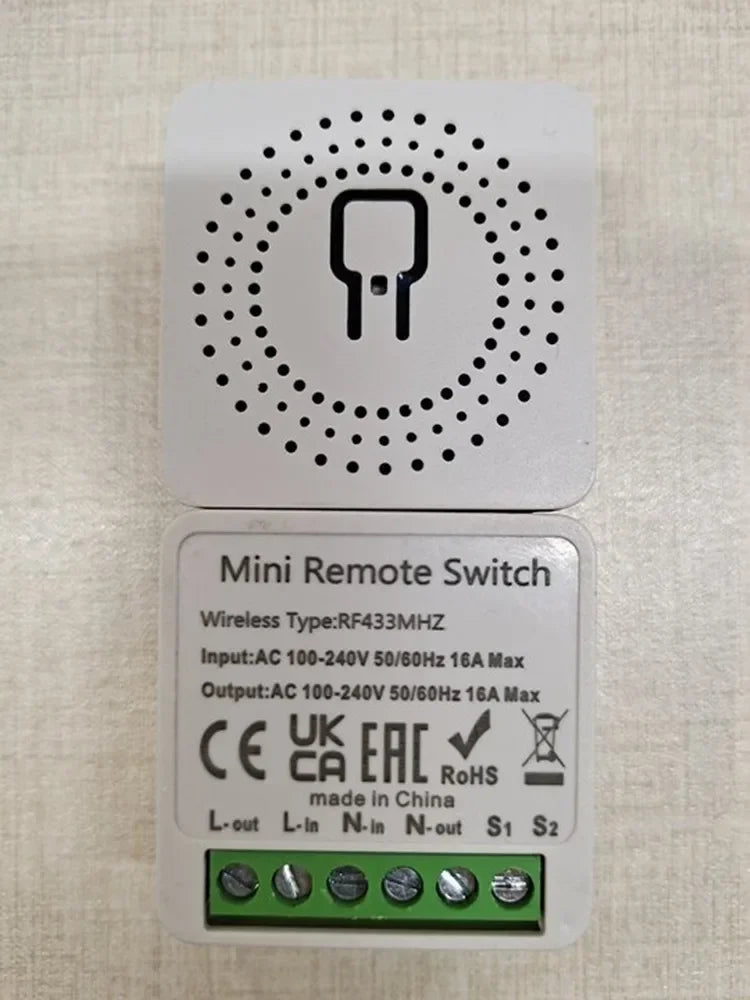 Mini Remote Switch
Wireless Type:RF433MHZ
Input:AC 100-240V 50/60Hz 16A Max
Output:AC 100-240V 50/60Hz 16A Max
CE UK CA EAC RoHS
made in China
L-out L-in N-in N-out S1 S2